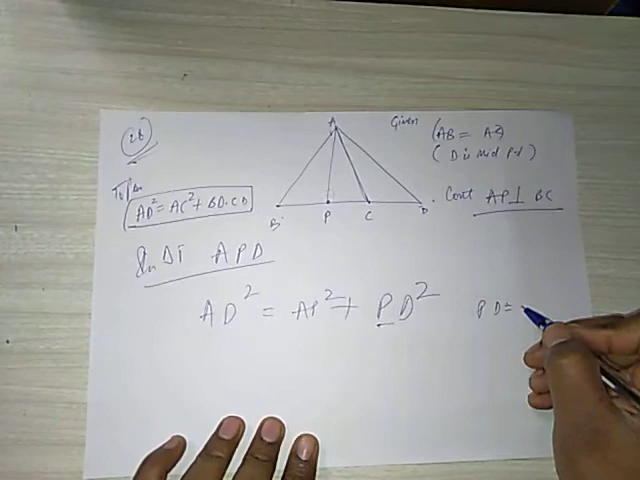 26
Given (AB = AC)
( D is Mid Pt )
To prove
AD² = AC² + BD.CD
A
B P C D
Const AP ⊥ BC
In ΔT APD
AD² = AP² + PD²
PD =